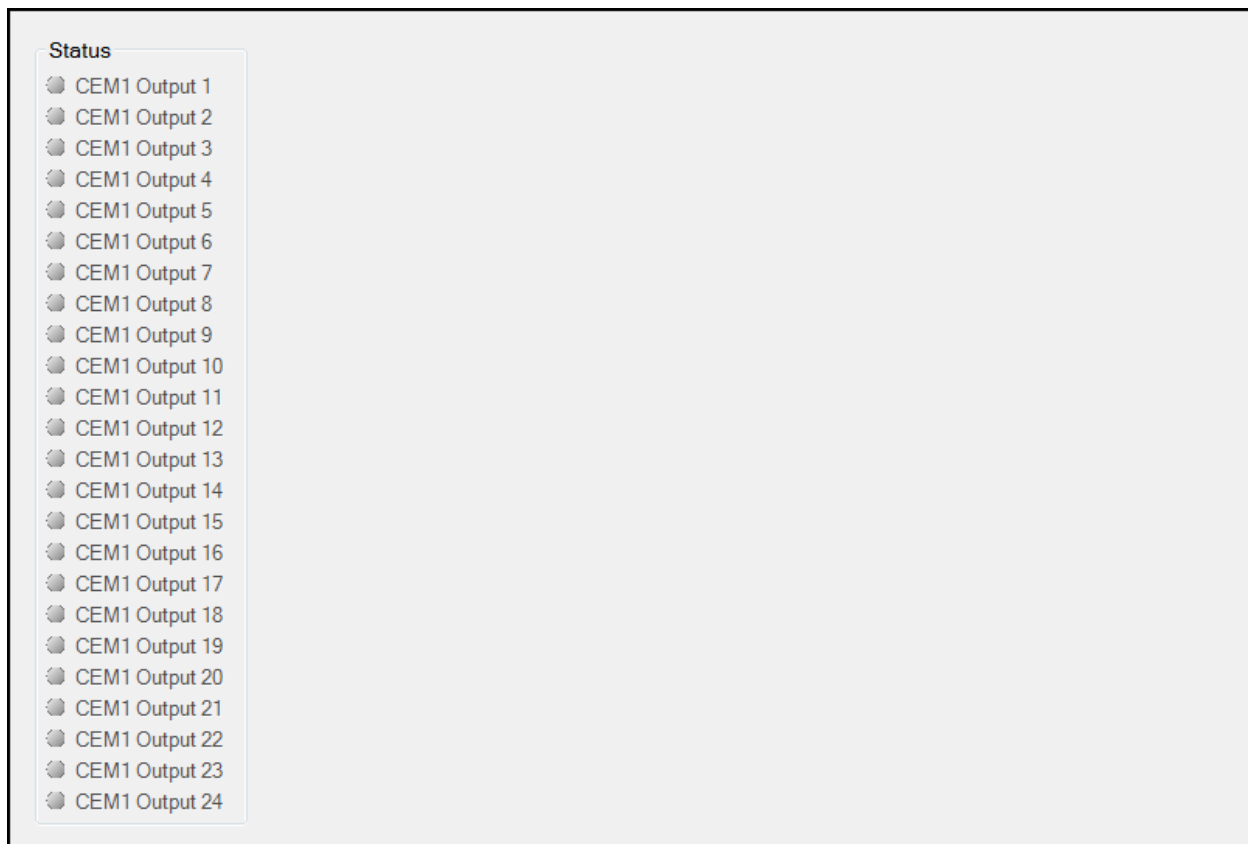 Status
CEM1 Output 1
CEM1 Output 2
CEM1 Output 3
CEM1 Output 4
CEM1 Output 5
CEM1 Output 6
CEM1 Output 7
CEM1 Output 8
CEM1 Output 9
CEM1 Output 10
CEM1 Output 11
CEM1 Output 12
CEM1 Output 13
CEM1 Output 14
CEM1 Output 15
CEM1 Output 16
CEM1 Output 17
CEM1 Output 18
CEM1 Output 19
CEM1 Output 20
CEM1 Output 21
CEM1 Output 22
CEM1 Output 23
CEM1 Output 24